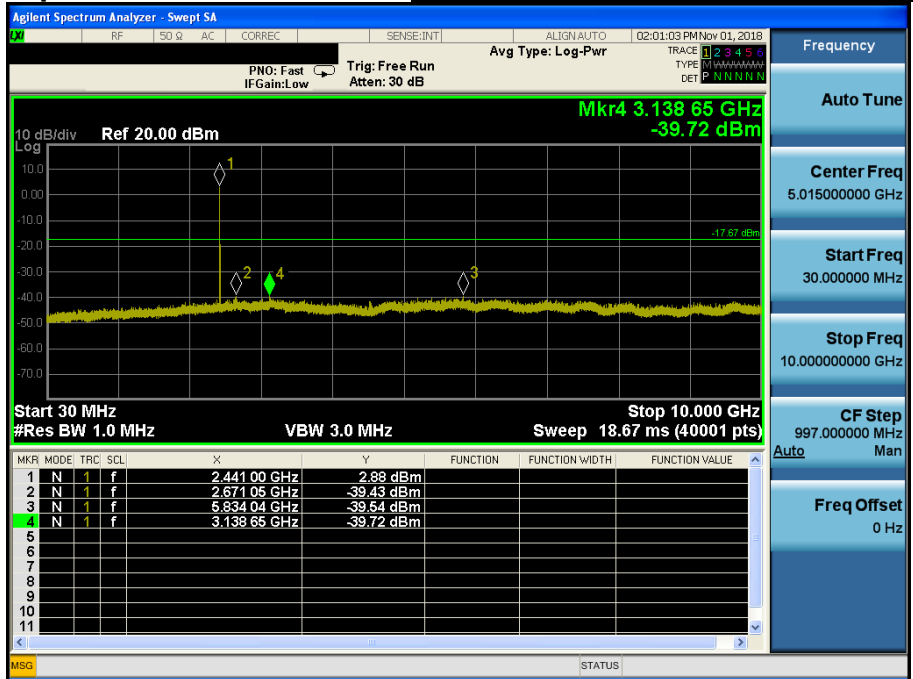 Agilent Spectrum Analyzer - Swept SA
LXI RF 50 Ω AC CORREC SENSE:INT ALIGNAUTO 02:01:03 PM Nov 01, 2018
Avg Type: Log-Pwr TRACE 1 2 3 4 5 6
PNO: Fast Trig: Free Run TYPE M WWWWW
IFGain:Low Atten: 30 dB DET P N N N N N
Mkr4 3.138 65 GHz
-39.72 dBm
10 dB/div Ref 20.00 dBm
Log
10.0
0.00
-10.0
-20.0
-30.0
-40.0
-50.0
-60.0
-70.0
1
2
4
3
-17.67 dBm
Start 30 MHz Stop 10.000 GHz
#Res BW 1.0 MHz VBW 3.0 MHz Sweep 18.67 ms (40001 pts)
MKR MODE TRC SCL X Y FUNCTION FUNCTION WIDTH FUNCTION VALUE
1 N 1 f 2.441 00 GHz 2.88 dBm
2 N 1 f 2.671 05 GHz -39.43 dBm
3 N 1 f 5.834 04 GHz -39.54 dBm
4 N 1 f 3.138 65 GHz -39.72 dBm
5
6
7
8
9
10
11
MSG STATUS
Frequency
Auto Tune
Center Freq
5.015000000 GHz
Start Freq
30.000000 MHz
Stop Freq
10.000000000 GHz
CF Step
997.000000 MHz
Auto Man
Freq Offset
0 Hz